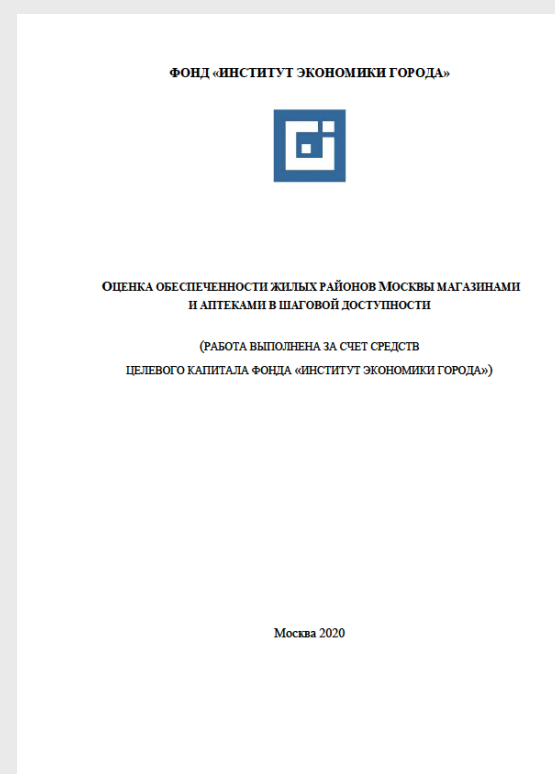 ФОНД «ИНСТИТУТ ЭКОНОМИКИ ГОРОДА»
ОЦЕНКА ОБЕСПЕЧЕННОСТИ ЖИЛЫХ РАЙОНОВ МОСКВЫ МАГАЗИНАМИ
И АПТЕКАМИ В ШАГОВОЙ ДОСТУПНОСТИ
(РАБОТА ВЫПОЛНЕНА ЗА СЧЕТ СРЕДСТВ
ЦЕЛЕВОГО КАПИТАЛА ФОНДА «ИНСТИТУТ ЭКОНОМИКИ ГОРОДА»)
Москва 2020